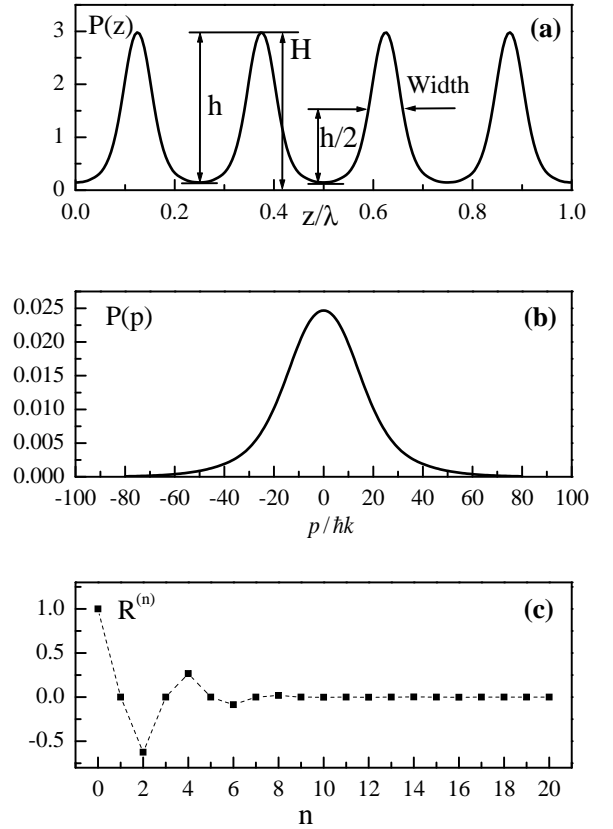 P(z) (a)
3
H
Width
2
h
h/2
1
0
0.0 0.2 0.4 0.6 0.8 1.0
z/λ
P(p) (b)
0.025
0.020
0.015
0.010
0.005
0.000
-100 -80 -60 -40 -20 0 20 40 60 80 100
p/ħk
R(n) (c)
1.0
0.5
0.0
-0.5
0 2 4 6 8 10 12 14 16 18 20
n